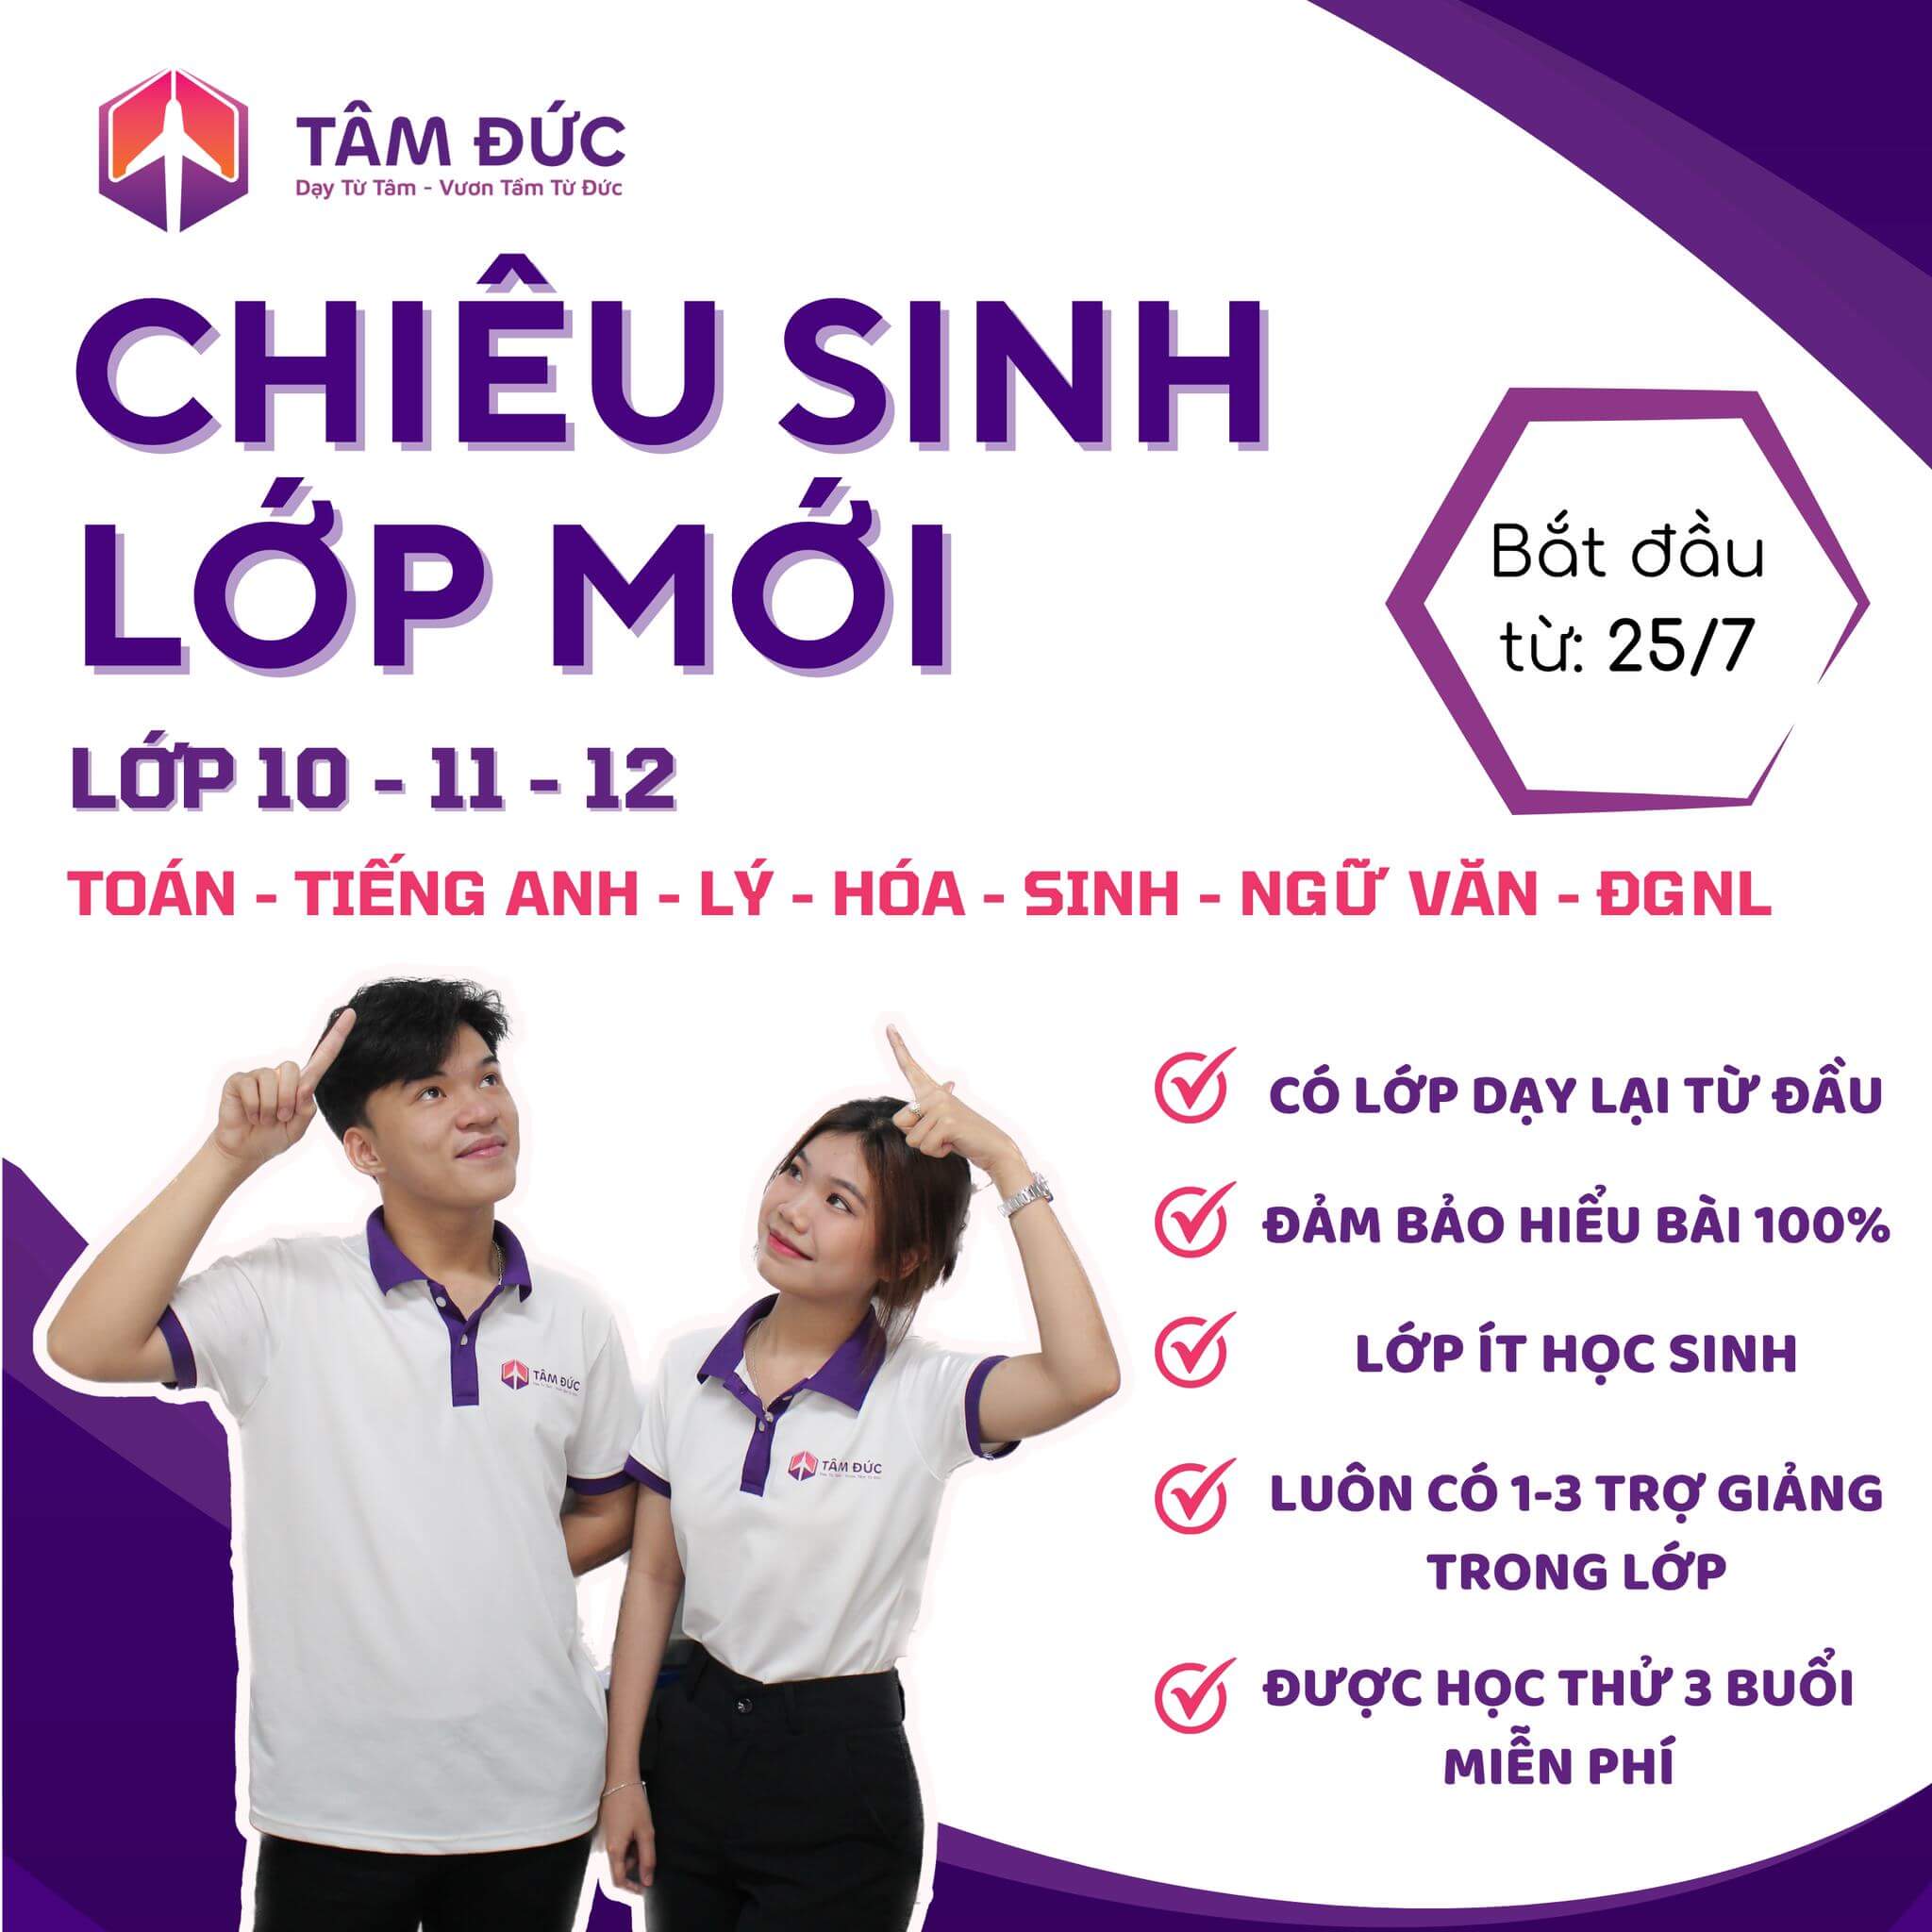 TÂM ĐỨC
Dạy Từ Tâm - Vươn Tầm Từ Đức
CHIÊU SINH
LỚP MỚI
Bắt đầu
từ: 25/7
LỚP 10 - 11 - 12
TOÁN - TIẾNG ANH - LÝ - HÓA - SINH - NGỮ VĂN - ĐGNL
CÓ LỚP DẠY LẠI TỪ ĐẦU
ĐẢM BẢO HIỂU BÀI 100%
LỚP ÍT HỌC SINH
LUÔN CÓ 1-3 TRỢ GIẢNG
TRONG LỚP
ĐƯỢC HỌC THỬ 3 BUỔI
MIỄN PHÍ
TÂM ĐỨC
TÂM ĐỨC